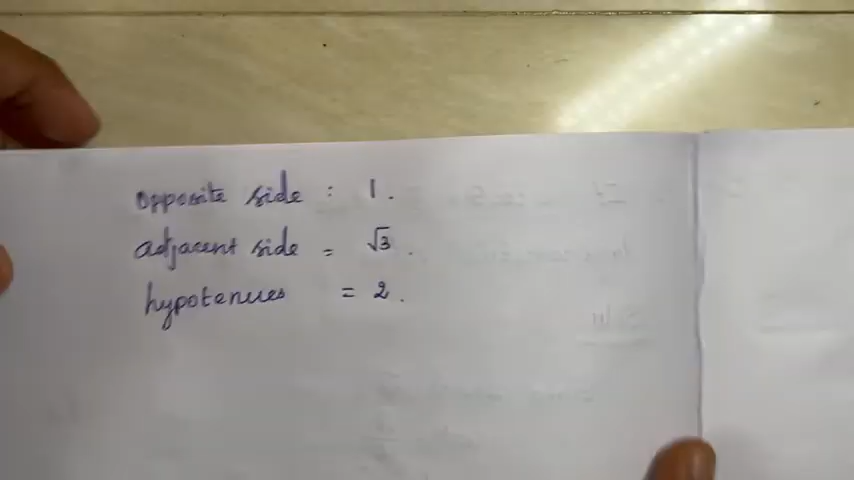 opposite side : 1.
adjacent side = √3.
hypotenues = 2.